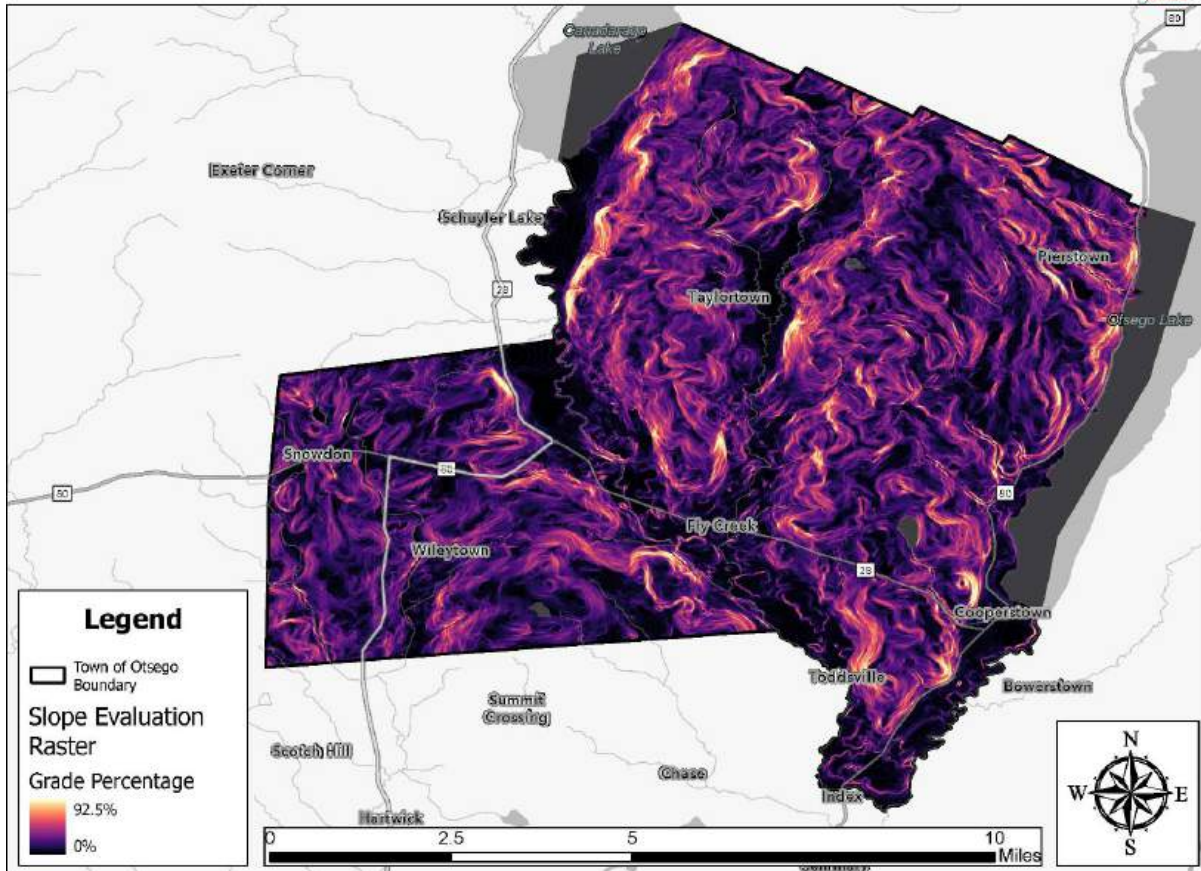 80
Canadarago
Lake
Exeter Corner
Schuyler Lake
28
Pierstown
Taylortown
Otsego Lake
Snowdon
80
80
80
Fly Creek
Wileytown
28
Cooperstown
Toddsville
Bowerstown
Summit
Crossing
Scotch Hill
Chase
Index
Hartwick
Legend
Town of Otsego
Boundary
Slope Evaluation
Raster
Grade Percentage
92.5%
0%
0
2.5
5
10
Miles
N
W
E
S